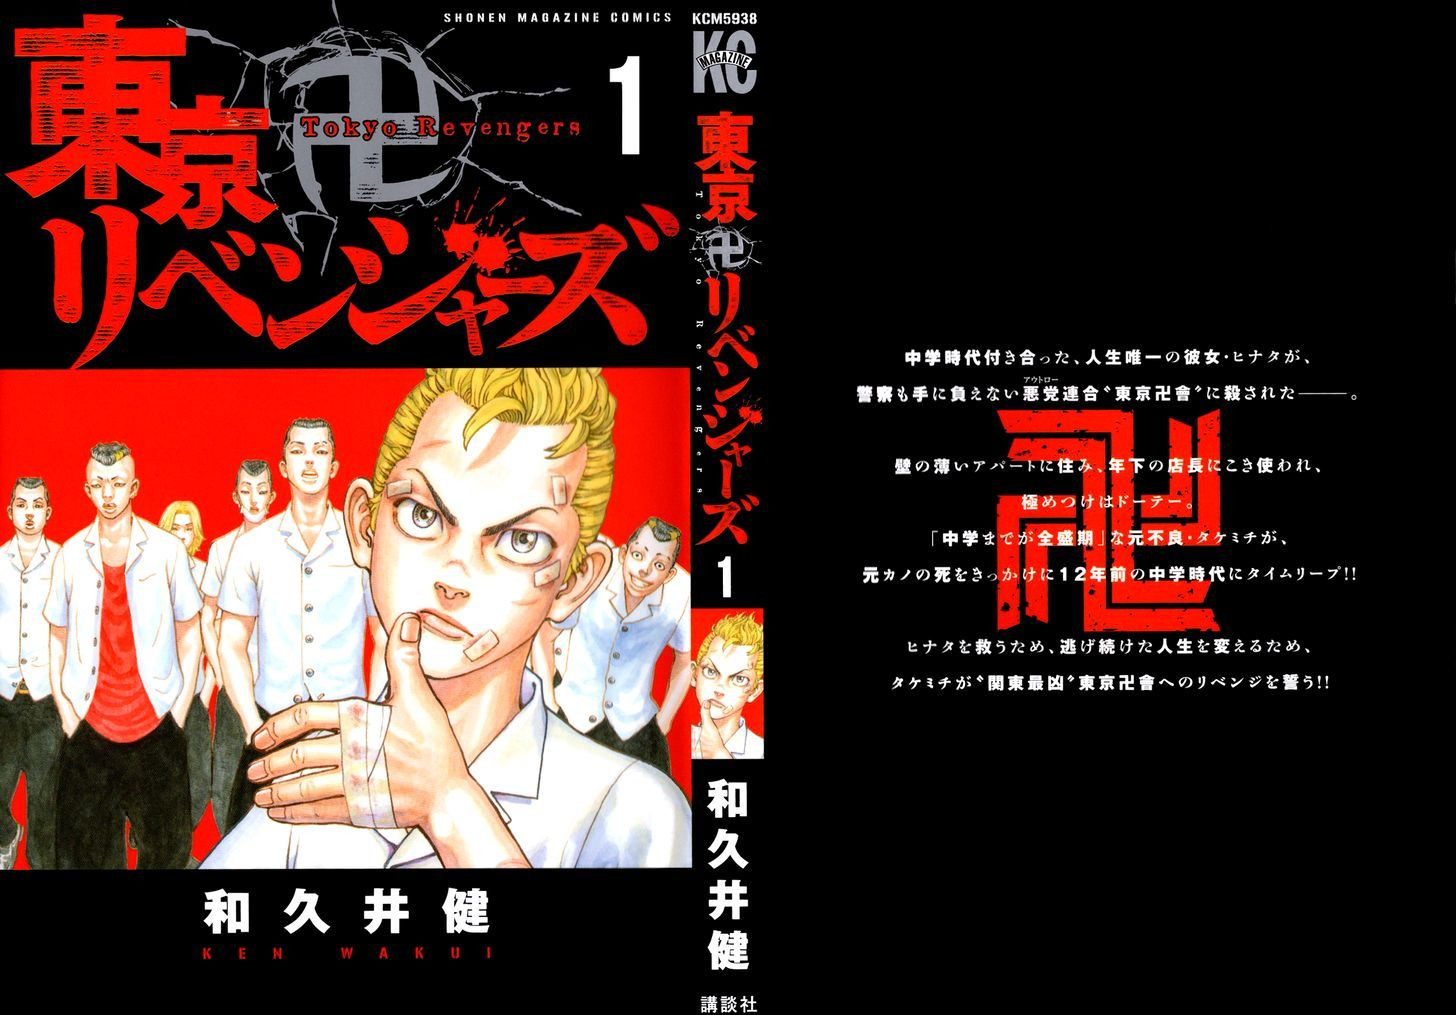 SHONEN MAGAZINE COMICS
東京
卍
Tokyo Revengers
1
リベンジャーズ
和久井健
KEN WAKUI
KCM5938
KC
MAGAZINE
東京卍リベンジャーズ
Tokyo Revengers
1
和久井健
講談社
中学時代付き合った、人生唯一の彼女・ヒナタが、
アウトロー
警察も手に負えない悪党連合〝東京卍會〟に殺された———。
壁の薄いアパートに住み、年下の店長にこき使われ、
極めつけはドーテー。
「中学までが全盛期」な元不良・タケミチが、
元カノの死をきっかけに12年前の中学時代にタイムリープ!!
ヒナタを救うため、逃げ続けた人生を変えるため、
タケミチが〝関東最凶〟東京卍會へのリベンジを誓う!!
卍